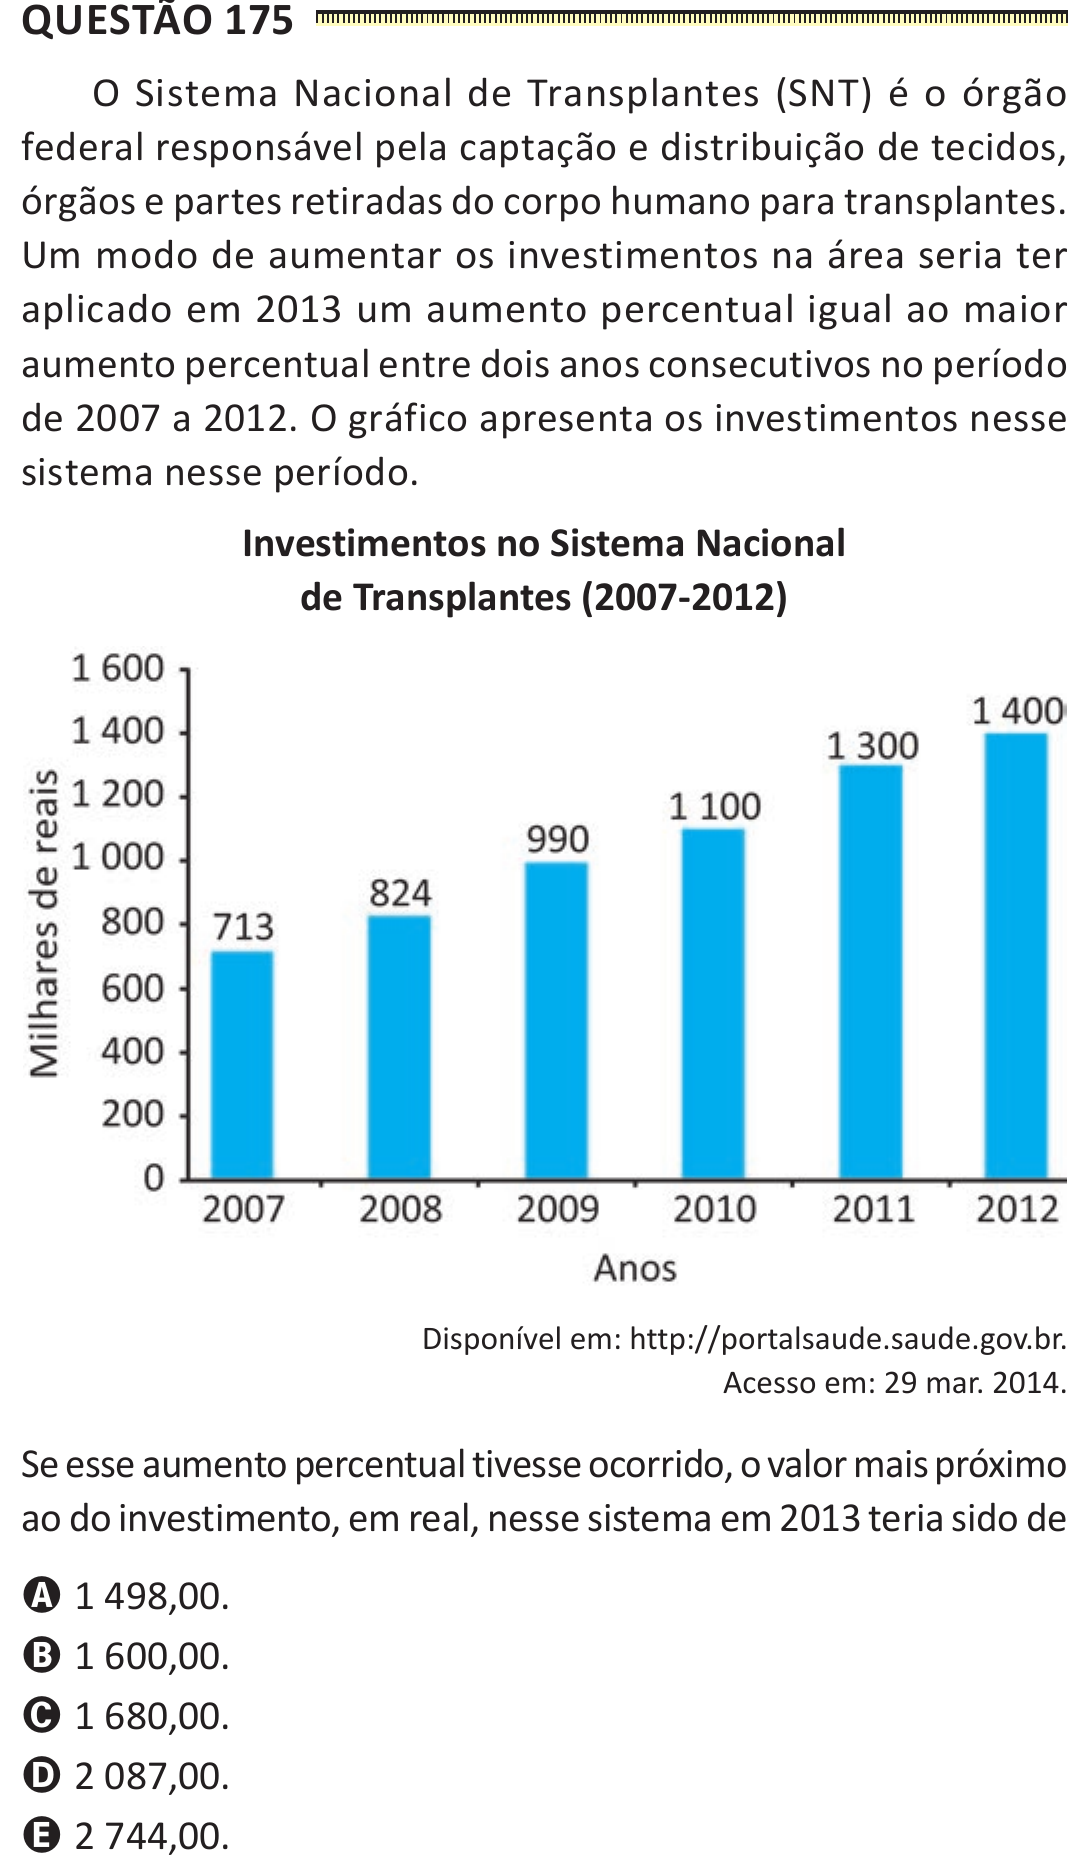 QUESTÃO 175
O Sistema Nacional de Transplantes (SNT) é o órgão
federal responsável pela captação e distribuição de tecidos,
órgãos e partes retiradas do corpo humano para transplantes.
Um modo de aumentar os investimentos na área seria ter
aplicado em 2013 um aumento percentual igual ao maior
aumento percentual entre dois anos consecutivos no período
de 2007 a 2012. O gráfico apresenta os investimentos nesse
sistema nesse período.
Investimentos no Sistema Nacional
de Transplantes (2007-2012)
Milhares de reais
1 600
1 400
1 200
1 000
800
600
400
200
0
713
824
990
1 100
1 300
1 400
2007 2008 2009 2010 2011 2012
Anos
Disponível em: http://portalsaude.saude.gov.br.
Acesso em: 29 mar. 2014.
Se esse aumento percentual tivesse ocorrido, o valor mais próximo
ao do investimento, em real, nesse sistema em 2013 teria sido de
A 1 498,00.
B 1 600,00.
C 1 680,00.
D 2 087,00.
E 2 744,00.